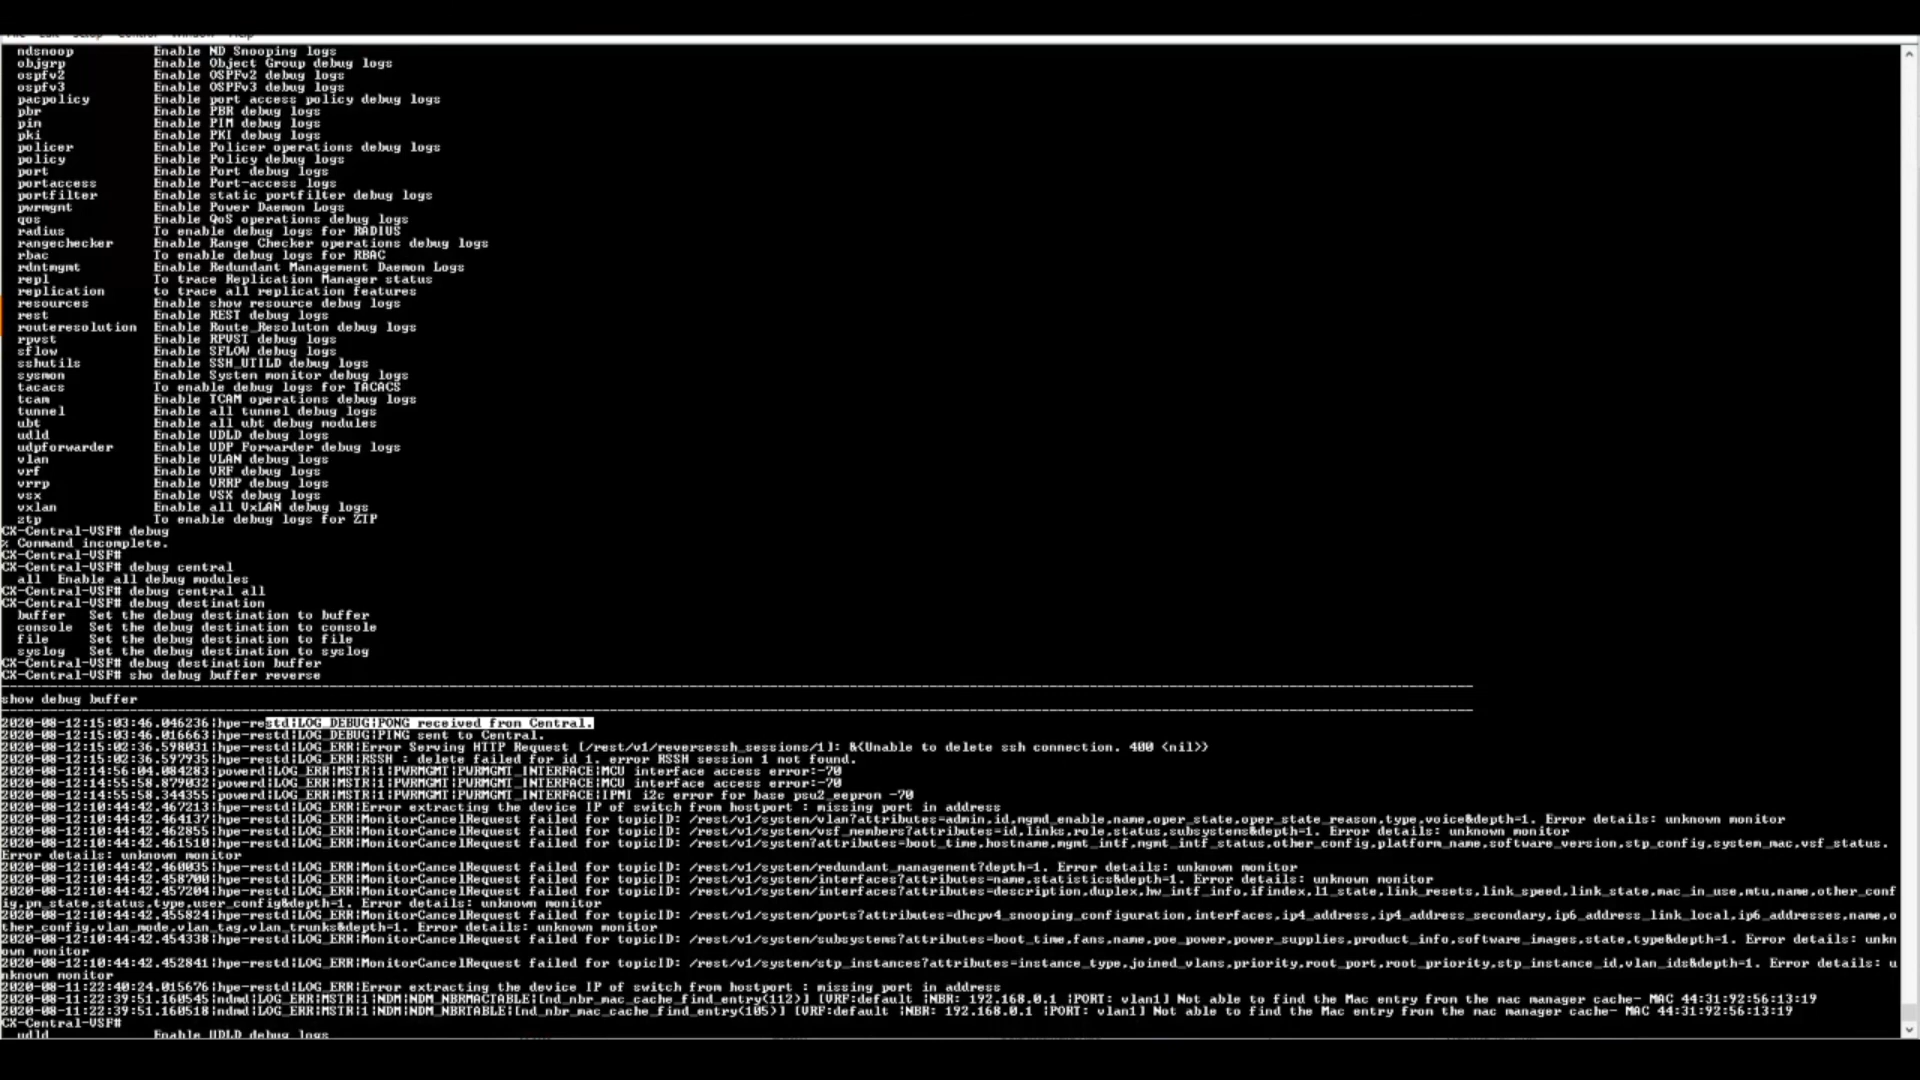 ndsnoop Enable ND Snooping logs
objgrp Enable Object Group debug logs
ospfv2 Enable OSPFv2 debug logs
ospfv3 Enable OSPFv3 debug logs
pacpolicy Enable port access policy debug logs
pbr Enable PBR debug logs
pim Enable PIM debug logs
pki Enable PKI debug logs
policer Enable Policer operations debug logs
policy Enable Policy debug logs
port Enable Port debug logs
portaccess Enable Port-access logs
portfilter Enable static portfilter debug logs
pwrmgmt Enable Power Daemon Logs
qos Enable QoS operations debug logs
radius To enable debug logs for RADIUS
rangechecker Enable Range Checker operations debug logs
rbac To enable debug logs for RBAC
rdntmgmt Enable Redundant Management Daemon Logs
repl To trace Replication Manager status
replication to trace all replication features
resources Enable show resource debug logs
rest Enable REST debug logs
routeresolution Enable Route_Resoluton debug logs
rpvst Enable RPVST debug logs
sflow Enable SFLOW debug logs
sshutils Enable SSH_UTILD debug logs
sysmon Enable System monitor debug logs
tacacs To enable debug logs for TACACS
tcam Enable TCAM operations debug logs
tunnel Enable all tunnel debug logs
ubt Enable all ubt debug modules
udld Enable UDLD debug logs
udpforwarder Enable UDP Forwarder debug logs
vlan Enable VLAN debug logs
vrf Enable VRF debug logs
vrrp Enable VRRP debug logs
vsx Enable VSX debug logs
vxlan Enable all VxLAN debug logs
ztp To enable debug logs for ZTP
CX-Central-VSF# debug
% Command incomplete.
CX-Central-VSF#
CX-Central-VSF# debug central
all Enable all debug modules
CX-Central-VSF# debug central all
CX-Central-VSF# debug destination
buffer Set the debug destination to buffer
console Set the debug destination to console
file Set the debug destination to file
syslog Set the debug destination to syslog
CX-Central-VSF# debug destination buffer
CX-Central-VSF# sho debug buffer reverse
show debug buffer
2020-08-12:15:03:46.046236|hpe-restd|LOG_DEBUG|PONG received from Central.
2020-08-12:15:03:46.016663|hpe-restd|LOG_DEBUG|PING sent to Central.
2020-08-12:15:02:36.598031|hpe-restd|LOG_ERR|Error Serving HTTP Request [/rest/v1/reversessh_sessions/1]: &{Unable to delete ssh connection. 400 <nil>}
2020-08-12:15:02:36.597935|hpe-restd|LOG_ERR|RSSH : delete failed for id 1. error RSSH session 1 not found.
2020-08-12:14:56:04.084283|powerd|LOG_ERR|MSTR|1|PWRMGMT|PWRMGMT_INTERFACE|MCU interface access error:-70
2020-08-12:14:55:58.879032|powerd|LOG_ERR|MSTR|1|PWRMGMT|PWRMGMT_INTERFACE|MCU interface access error:-70
2020-08-12:14:55:58.344355|powerd|LOG_ERR|MSTR|1|PWRMGMT|PWRMGMT_INTERFACE|IPMI i2c error for base psu2_eeprom -70
2020-08-12:10:44:42.467213|hpe-restd|LOG_ERR|Error extracting the device IP of switch from hostport : missing port in address
2020-08-12:10:44:42.464137|hpe-restd|LOG_ERR|MonitorCancelRequest failed for topicID: /rest/v1/system/vlan?attributes=admin,id,mgmd_enable,name,oper_state,oper_state_reason,type,voice&depth=1. Error details: unknown monitor
2020-08-12:10:44:42.462855|hpe-restd|LOG_ERR|MonitorCancelRequest failed for topicID: /rest/v1/system/vsf_members?attributes=id,links,role,status,subsystems&depth=1. Error details: unknown monitor
2020-08-12:10:44:42.461510|hpe-restd|LOG_ERR|MonitorCancelRequest failed for topicID: /rest/v1/system?attributes=boot_time,hostname,mgmt_intf,mgmt_intf_status,other_config,platform_name,software_version,stp_config,system_mac,vsf_status.
Error details: unknown monitor
2020-08-12:10:44:42.460035|hpe-restd|LOG_ERR|MonitorCancelRequest failed for topicID: /rest/v1/system/redundant_management?depth=1. Error details: unknown monitor
2020-08-12:10:44:42.458700|hpe-restd|LOG_ERR|MonitorCancelRequest failed for topicID: /rest/v1/system/interfaces?attributes=name,statistics&depth=1. Error details: unknown monitor
2020-08-12:10:44:42.457204|hpe-restd|LOG_ERR|MonitorCancelRequest failed for topicID: /rest/v1/system/interfaces?attributes=description,duplex,hw_intf_info,ifindex,l1_state,link_resets,link_speed,link_state,mac_in_use,mtu,name,other_conf
ig,pm_state,status,type,user_config&depth=1. Error details: unknown monitor
2020-08-12:10:44:42.455824|hpe-restd|LOG_ERR|MonitorCancelRequest failed for topicID: /rest/v1/system/ports?attributes=dhcpv4_snooping_configuration,interfaces,ip4_address,ip4_address_secondary,ip6_address_link_local,ip6_addresses,name,o
ther_config,vlan_mode,vlan_tag,vlan_trunks&depth=1. Error details: unknown monitor
2020-08-12:10:44:42.454338|hpe-restd|LOG_ERR|MonitorCancelRequest failed for topicID: /rest/v1/system/subsystems?attributes=boot_time,fans,name,poe_power,power_supplies,product_info,software_images,state,type&depth=1. Error details: unkn
own monitor
2020-08-12:10:44:42.452841|hpe-restd|LOG_ERR|MonitorCancelRequest failed for topicID: /rest/v1/system/stp_instances?attributes=instance_type,joined_vlans,priority,root_port,root_priority,stp_instance_id,vlan_ids&depth=1. Error details: u
nknown monitor
2020-08-11:22:40:24.015676|hpe-restd|LOG_ERR|Error extracting the device IP of switch from hostport : missing port in address
2020-08-11:22:39:51.160545|ndmd|LOG_ERR|MSTR|1|NDM|NDM_NBRMACTABLE|[nd_nbr_mac_cache_find_entry(112)] [VRF:default |NBR: 192.168.0.1 |PORT: vlan1] Not able to find the Mac entry from the mac manager cache- MAC 44:31:92:56:13:19
2020-08-11:22:39:51.160518|ndmd|LOG_ERR|MSTR|1|NDM|NDM_NBRTABLE|[nd_nbr_mac_cache_find_entry(105)] [VRF:default |NBR: 192.168.0.1 |PORT: vlan1] Not able to find the Mac entry from the mac manager cache- MAC 44:31:92:56:13:19
CX-Central-VSF#
udld Enable UDLD debug logs